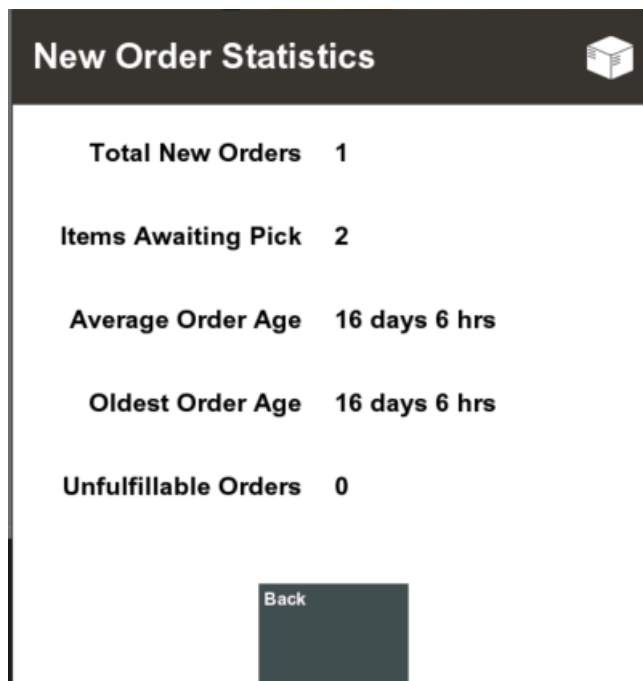 New Order Statistics
Total New Orders 1
Items Awaiting Pick 2
Average Order Age 16 days 6 hrs
Oldest Order Age 16 days 6 hrs
Unfulfillable Orders 0
Back